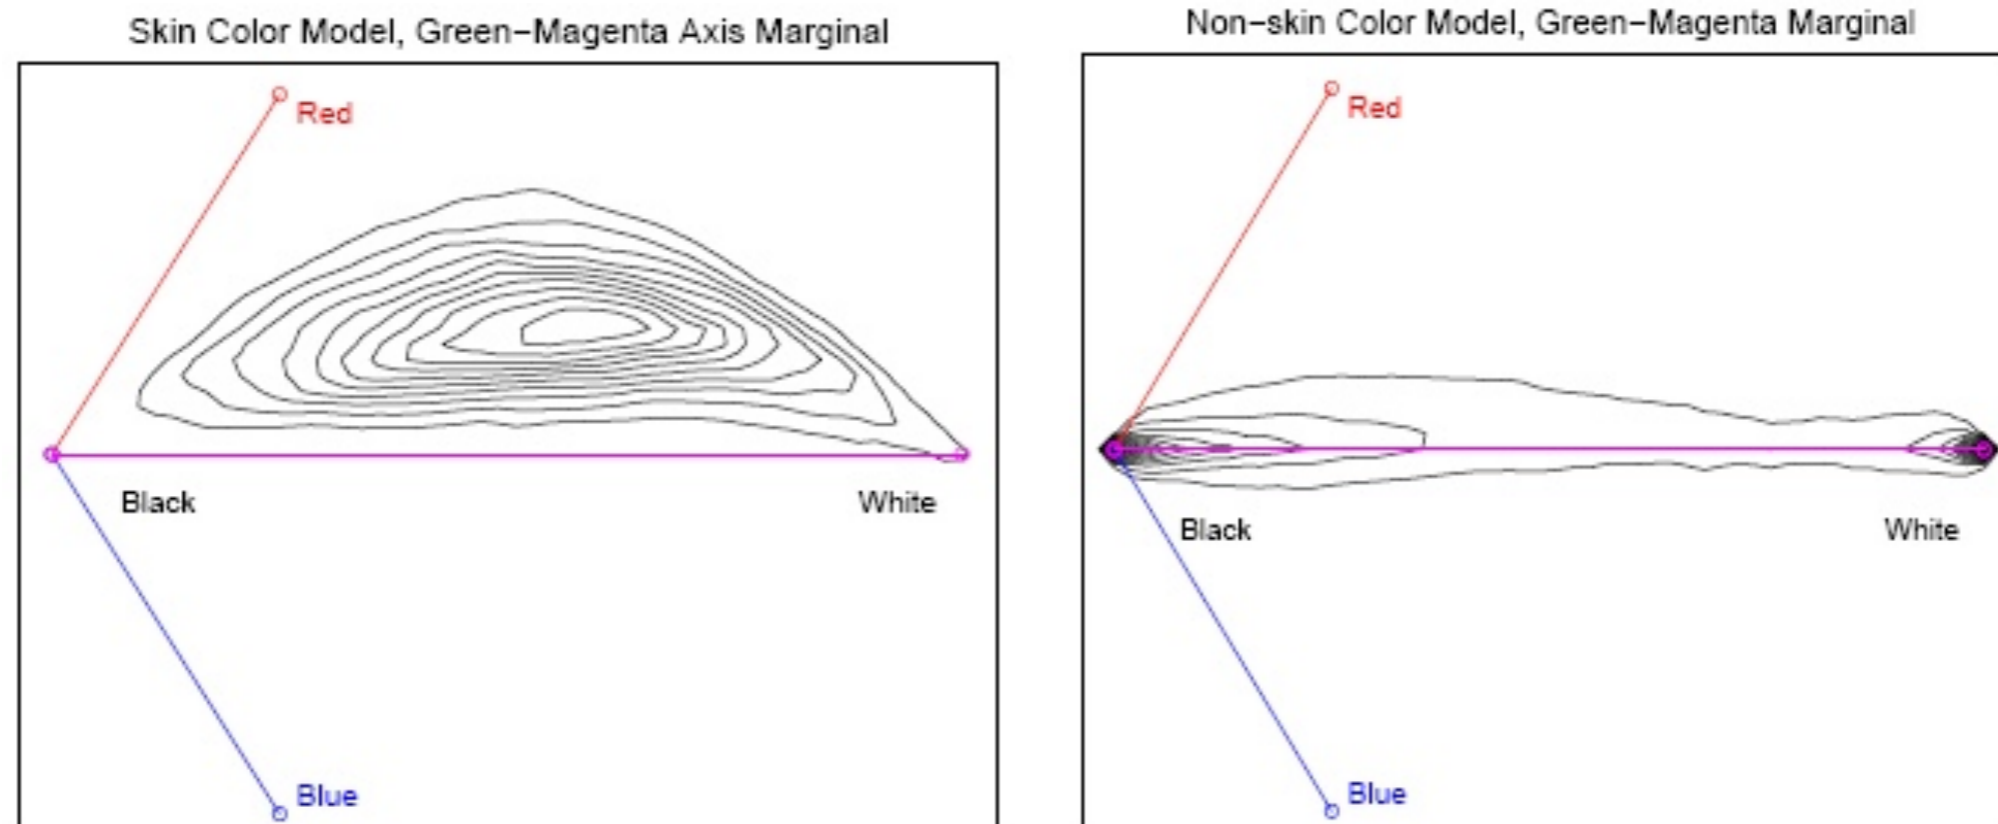 Skin Color Model, Green−Magenta Axis Marginal
Red
Black
White
Blue
Non−skin Color Model, Green−Magenta Marginal
Red
Black
White
Blue